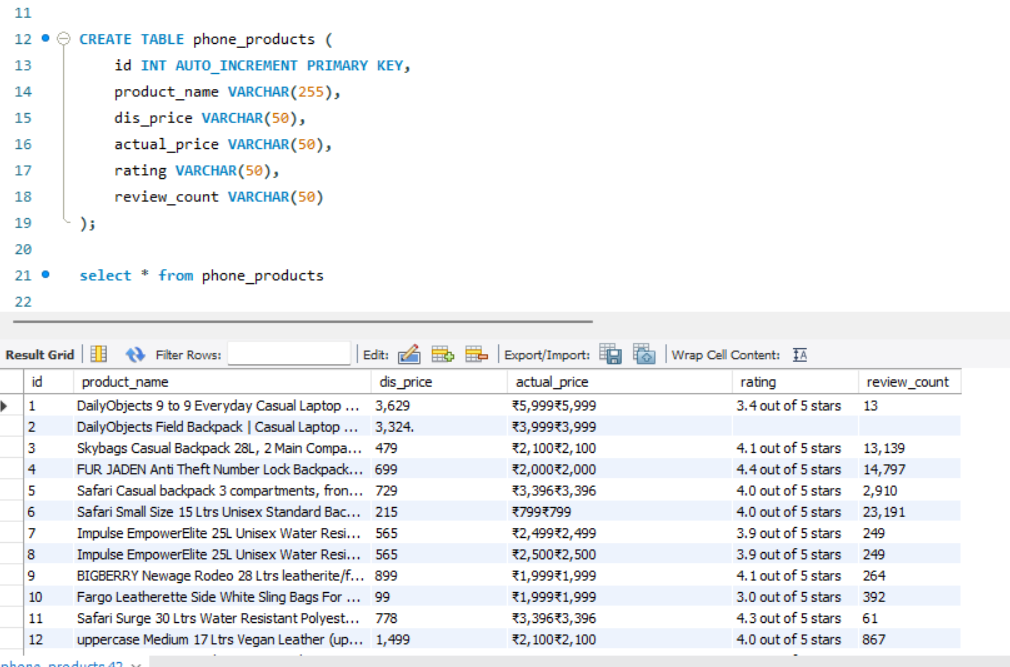 11
12 CREATE TABLE phone_products (
13 id INT AUTO_INCREMENT PRIMARY KEY,
14 product_name VARCHAR(255),
15 dis_price VARCHAR(50),
16 actual_price VARCHAR(50),
17 rating VARCHAR(50),
18 review_count VARCHAR(50)
19 );
20
21 select * from phone_products
22
Result Grid Filter Rows: Edit: Export/Import: Wrap Cell Content: IA
id product_name dis_price actual_price rating review_count
1 DailyObjects 9 to 9 Everyday Casual Laptop ... 3,629 ₹5,999₹5,999 3.4 out of 5 stars 13
2 DailyObjects Field Backpack | Casual Laptop ... 3,324. ₹3,999₹3,999
3 Skybags Casual Backpack 28L, 2 Main Compa... 479 ₹2,100₹2,100 4.1 out of 5 stars 13,139
4 FUR JADEN Anti Theft Number Lock Backpack... 699 ₹2,000₹2,000 4.4 out of 5 stars 14,797
5 Safari Casual backpack 3 compartments, fron... 729 ₹3,396₹3,396 4.0 out of 5 stars 2,910
6 Safari Small Size 15 Ltrs Unisex Standard Bac... 215 ₹799₹799 4.0 out of 5 stars 23,191
7 Impulse EmpowerElite 25L Unisex Water Resi... 565 ₹2,499₹2,499 3.9 out of 5 stars 249
8 Impulse EmpowerElite 25L Unisex Water Resi... 565 ₹2,500₹2,500 3.9 out of 5 stars 249
9 BIGBERRY Newage Rodeo 28 Ltrs leatherite/f... 899 ₹1,999₹1,999 4.1 out of 5 stars 264
10 Fargo Leatherette Side White Sling Bags For ... 99 ₹1,999₹1,999 3.0 out of 5 stars 392
11 Safari Surge 30 Ltrs Water Resistant Polyest... 778 ₹3,396₹3,396 4.3 out of 5 stars 61
12 uppercase Medium 17 Ltrs Vegan Leather (up... 1,499 ₹2,100₹2,100 4.0 out of 5 stars 867
phone_products 42